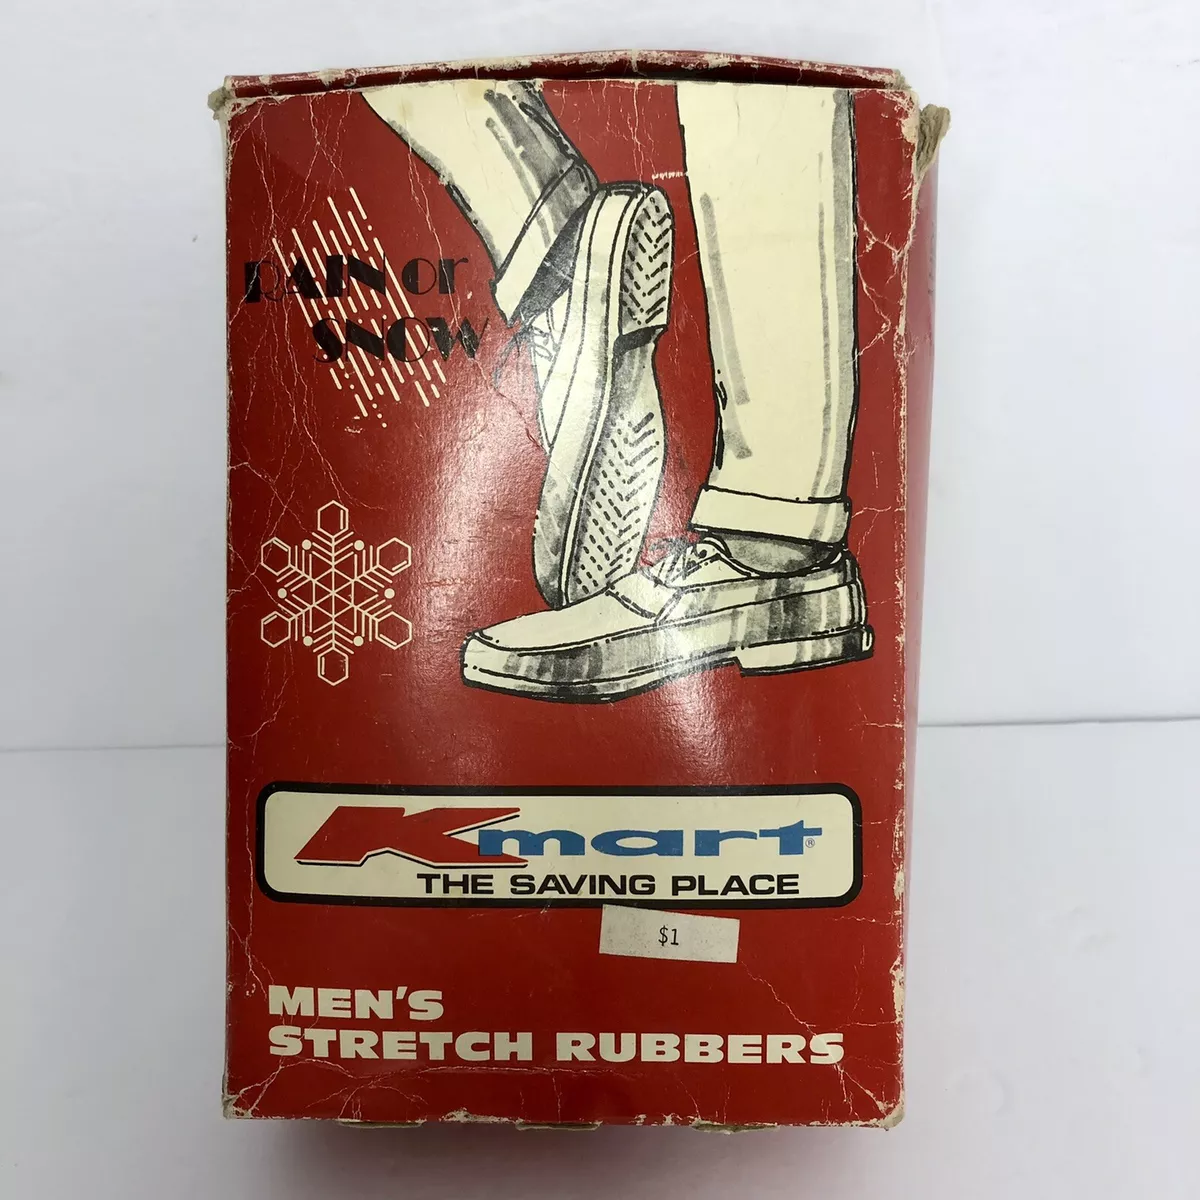 RAIN or
SNOW
Kmart®
THE SAVING PLACE
$1
MEN'S
STRETCH RUBBERS